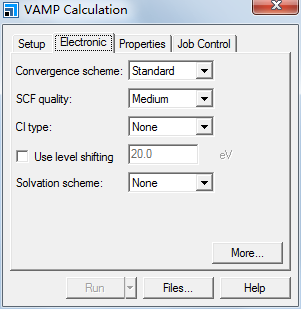 VAMP Calculation
Setup Electronic Properties Job Control
Convergence scheme: Standard
SCF quality: Medium
CI type: None
Use level shifting 20.0 eV
Solvation scheme: None
More...
Run Files... Help